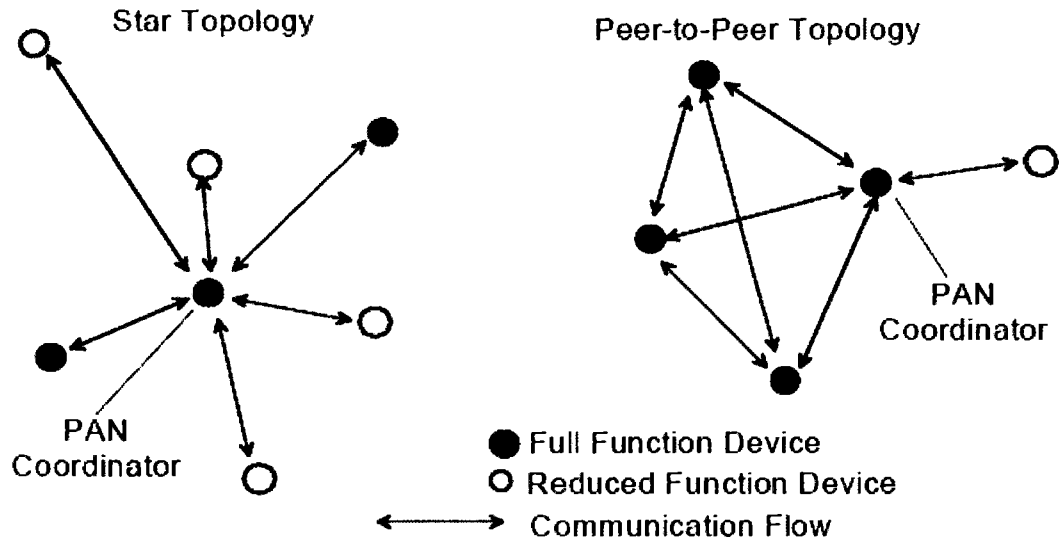 Star Topology
Peer-to-Peer Topology
PAN
Coordinator
PAN
Coordinator
Full Function Device
Reduced Function Device
Communication Flow